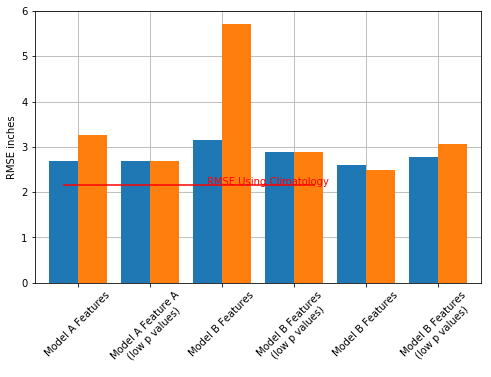 6
5
4
3
2
1
0
RMSE inches
RMSE Using Climatology
Model A Features
Model A Feature A
(low p values)
Model B Features
Model B Features
(low p values)
Model B Features
Model B Features
(low p values)